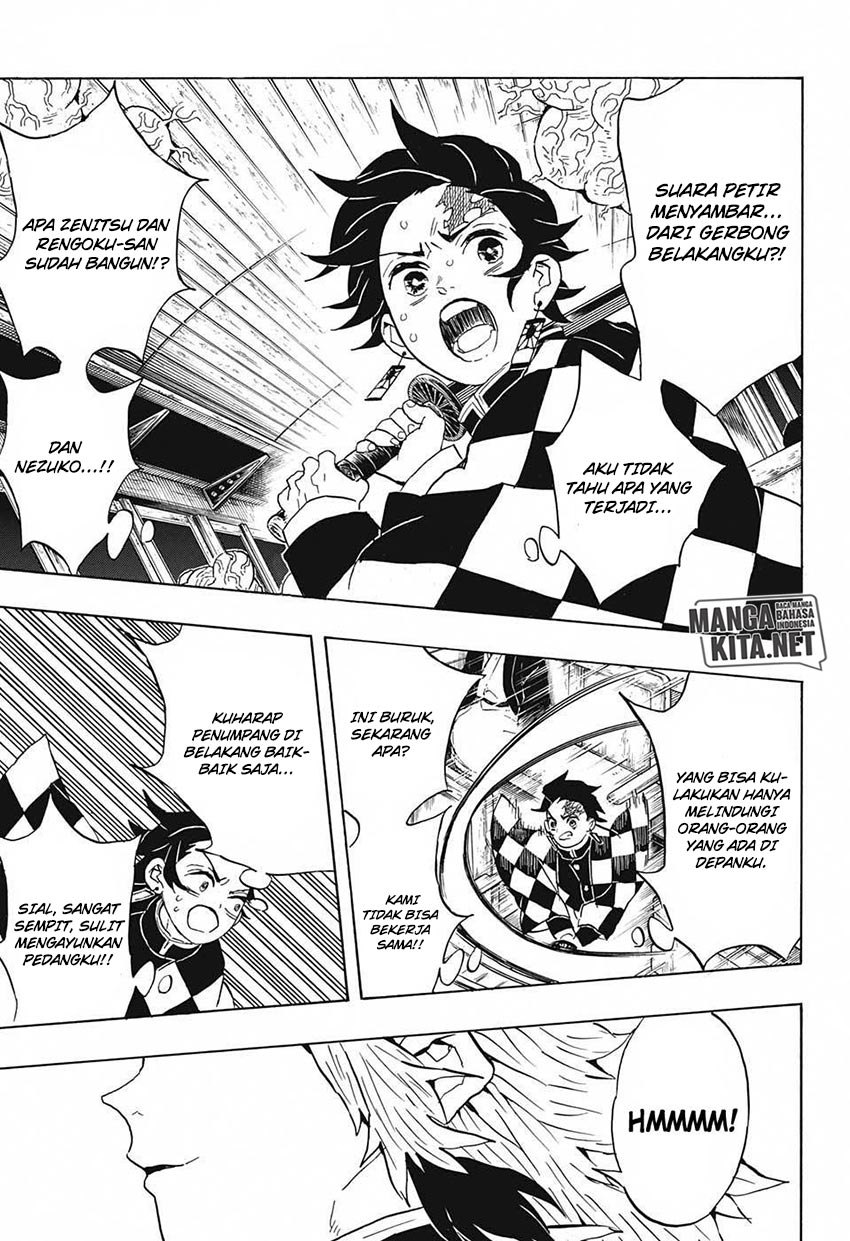 SUARA PETIR
MENYAMBAR...
DARI GERBONG
BELAKANGKU?!
APA ZENITSU DAN
RENGOKU-SAN
SUDAH BANGUN!?
AKU TIDAK
TAHU APA YANG
TERJADI...
DAN
NEZUKO...!!
MANGA
BACA MANGA
BAHASA
INDONESIA
KITA.NET
YANG BISA KU-
LAKUKAN HANYA
MELINDUNGI
ORANG-ORANG
YANG ADA DI
DEPANKU.
INI BURUK,
SEKARANG
APA?
KAMI
TIDAK BISA
BEKERJA
SAMA!!
KUHARAP
PENUMPANG DI
BELAKANG BAIK-
BAIK SAJA...
SIAL, SANGAT
SEMPIT, SULIT
MENGAYUNKAN
PEDANGKU!!
HMMMM!